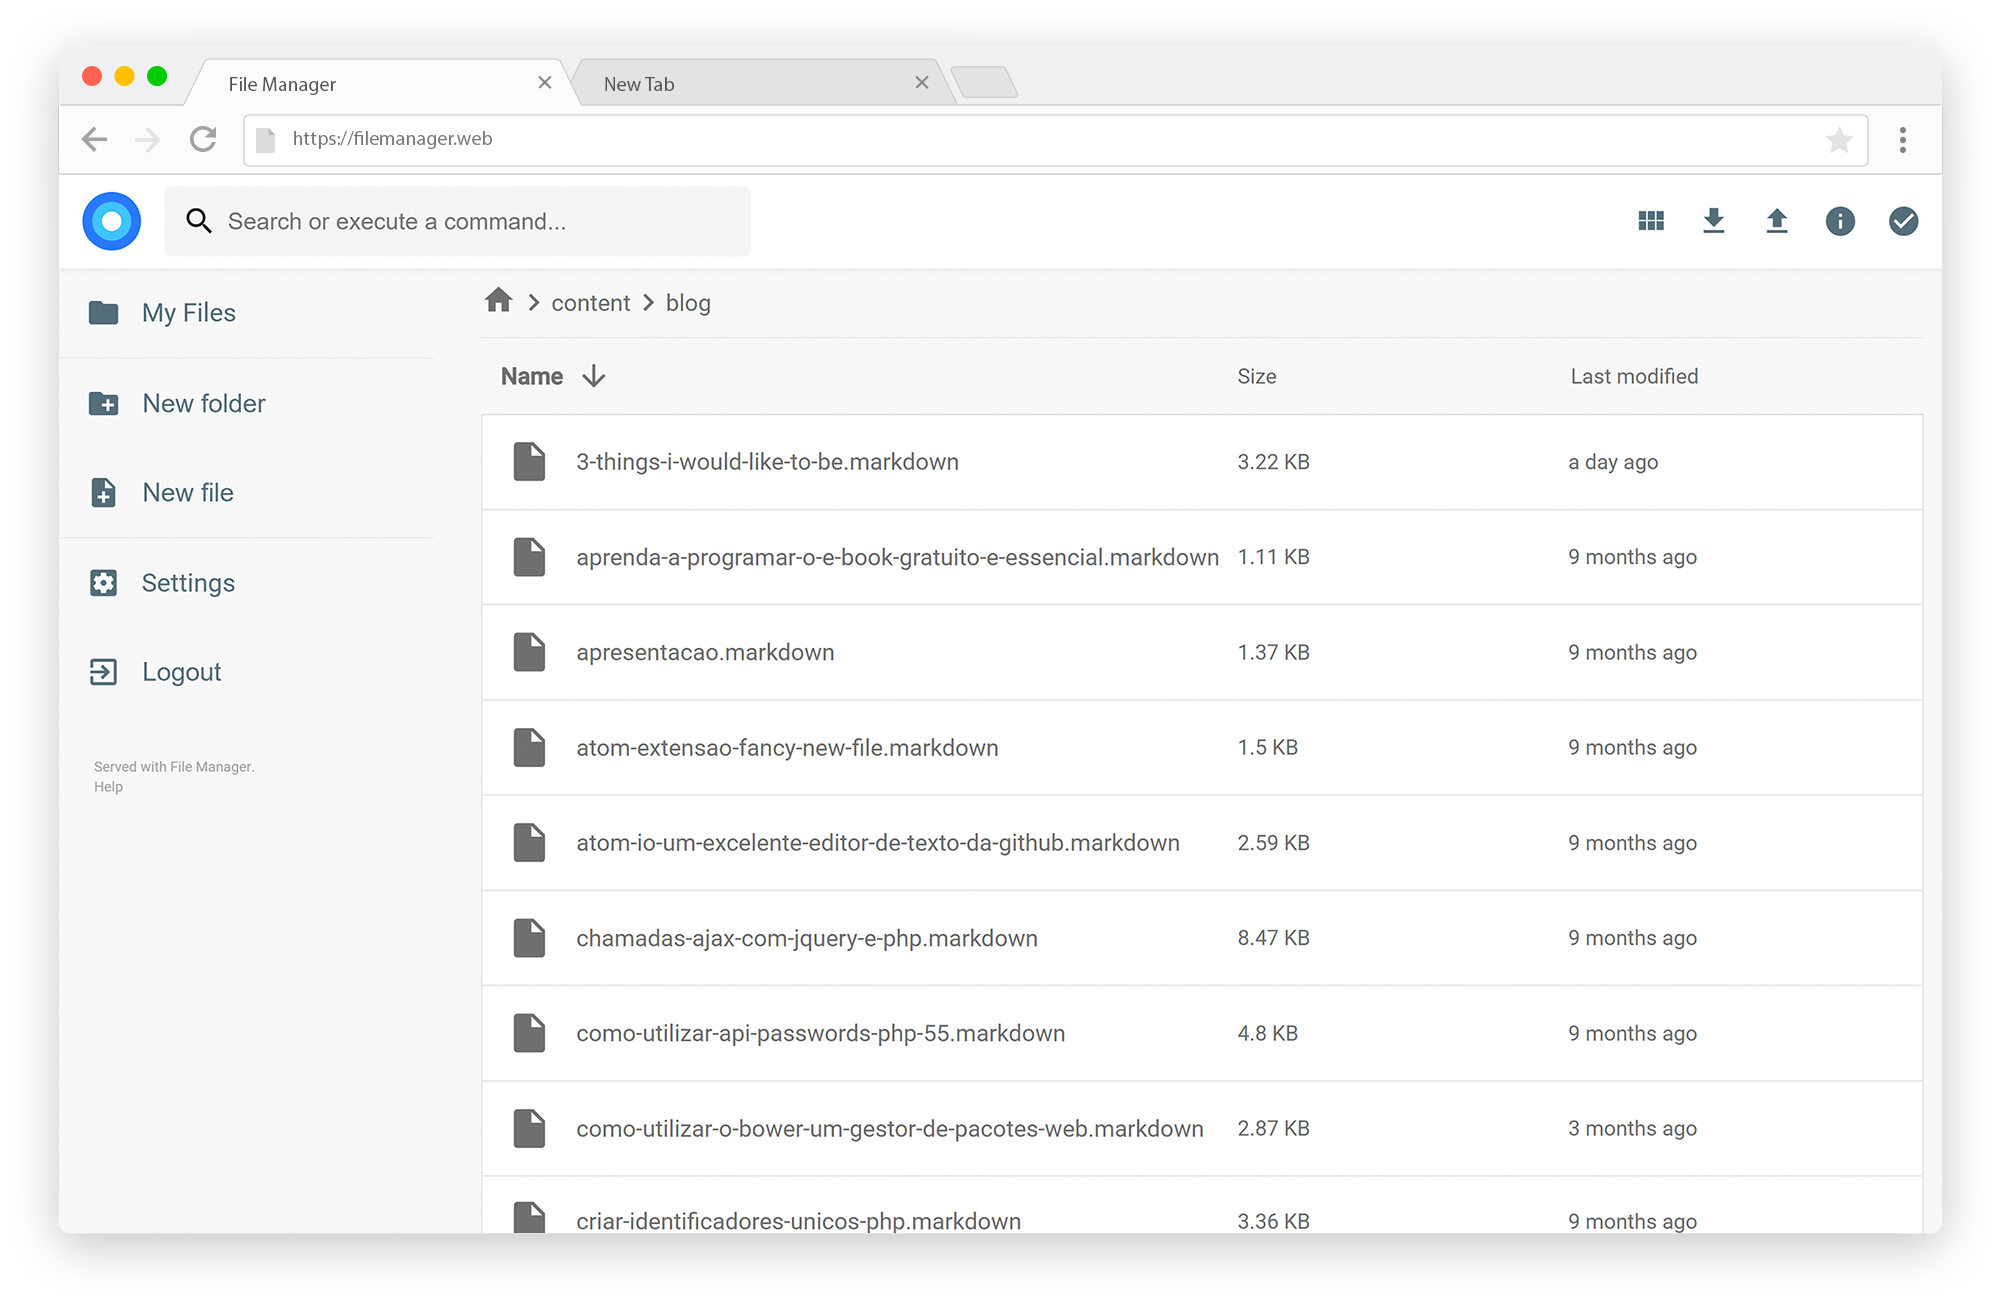 File Manager
New Tab
https://filemanager.web
Search or execute a command...
My Files
New folder
New file
Settings
Logout
Served with File Manager.
Help
content
blog
Name Size Last modified
3-things-i-would-like-to-be.markdown 3.22 KB a day ago
aprenda-a-programar-o-e-book-gratuito-e-essencial.markdown 1.11 KB 9 months ago
apresentacao.markdown 1.37 KB 9 months ago
atom-extensao-fancy-new-file.markdown 1.5 KB 9 months ago
atom-io-um-excelente-editor-de-texto-da-github.markdown 2.59 KB 9 months ago
chamadas-ajax-com-jquery-e-php.markdown 8.47 KB 9 months ago
como-utilizar-api-passwords-php-55.markdown 4.8 KB 9 months ago
como-utilizar-o-bower-um-gestor-de-pacotes-web.markdown 2.87 KB 3 months ago
criar-identificadores-unicos-php.markdown 3.36 KB 9 months ago